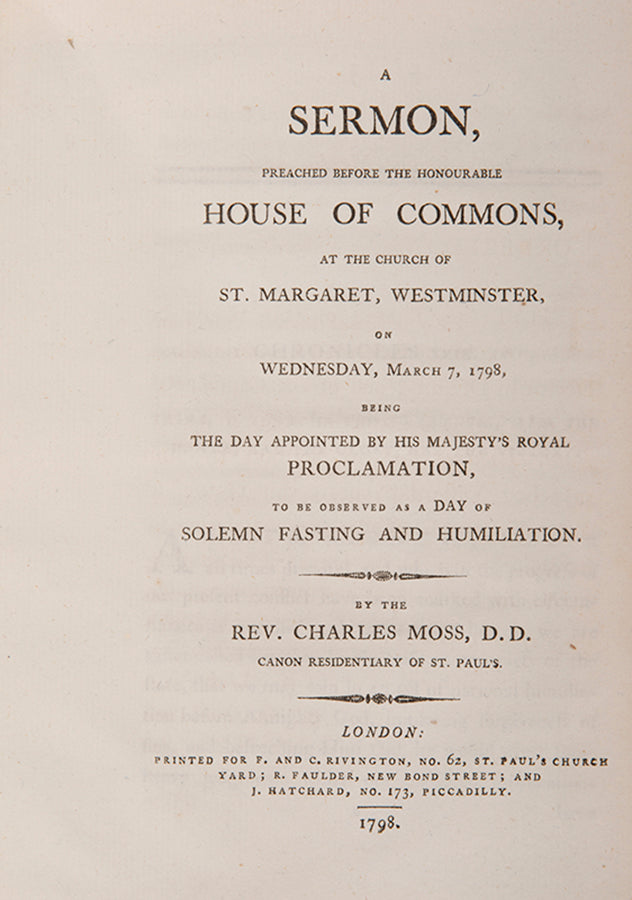 A
SERMON,
PREACHED BEFORE THE HONOURABLE
HOUSE OF COMMONS,
AT THE CHURCH OF
ST. MARGARET, WESTMINSTER,
ON
WEDNESDAY, MARCH 7, 1798,
BEING
THE DAY APPOINTED BY HIS MAJESTY'S ROYAL
PROCLAMATION,
TO BE OBSERVED AS A DAY OF
SOLEMN FASTING AND HUMILIATION.
BY THE
REV. CHARLES MOSS, D.D.
CANON RESIDENTIARY OF ST. PAUL'S.
LONDON:
PRINTED FOR F. AND C. RIVINGTON, NO. 62, ST. PAUL'S CHURCH
YARD; R. FAULDER, NEW BOND STREET; AND
J. HATCHARD, NO. 173, PICCADILLY.
1798.